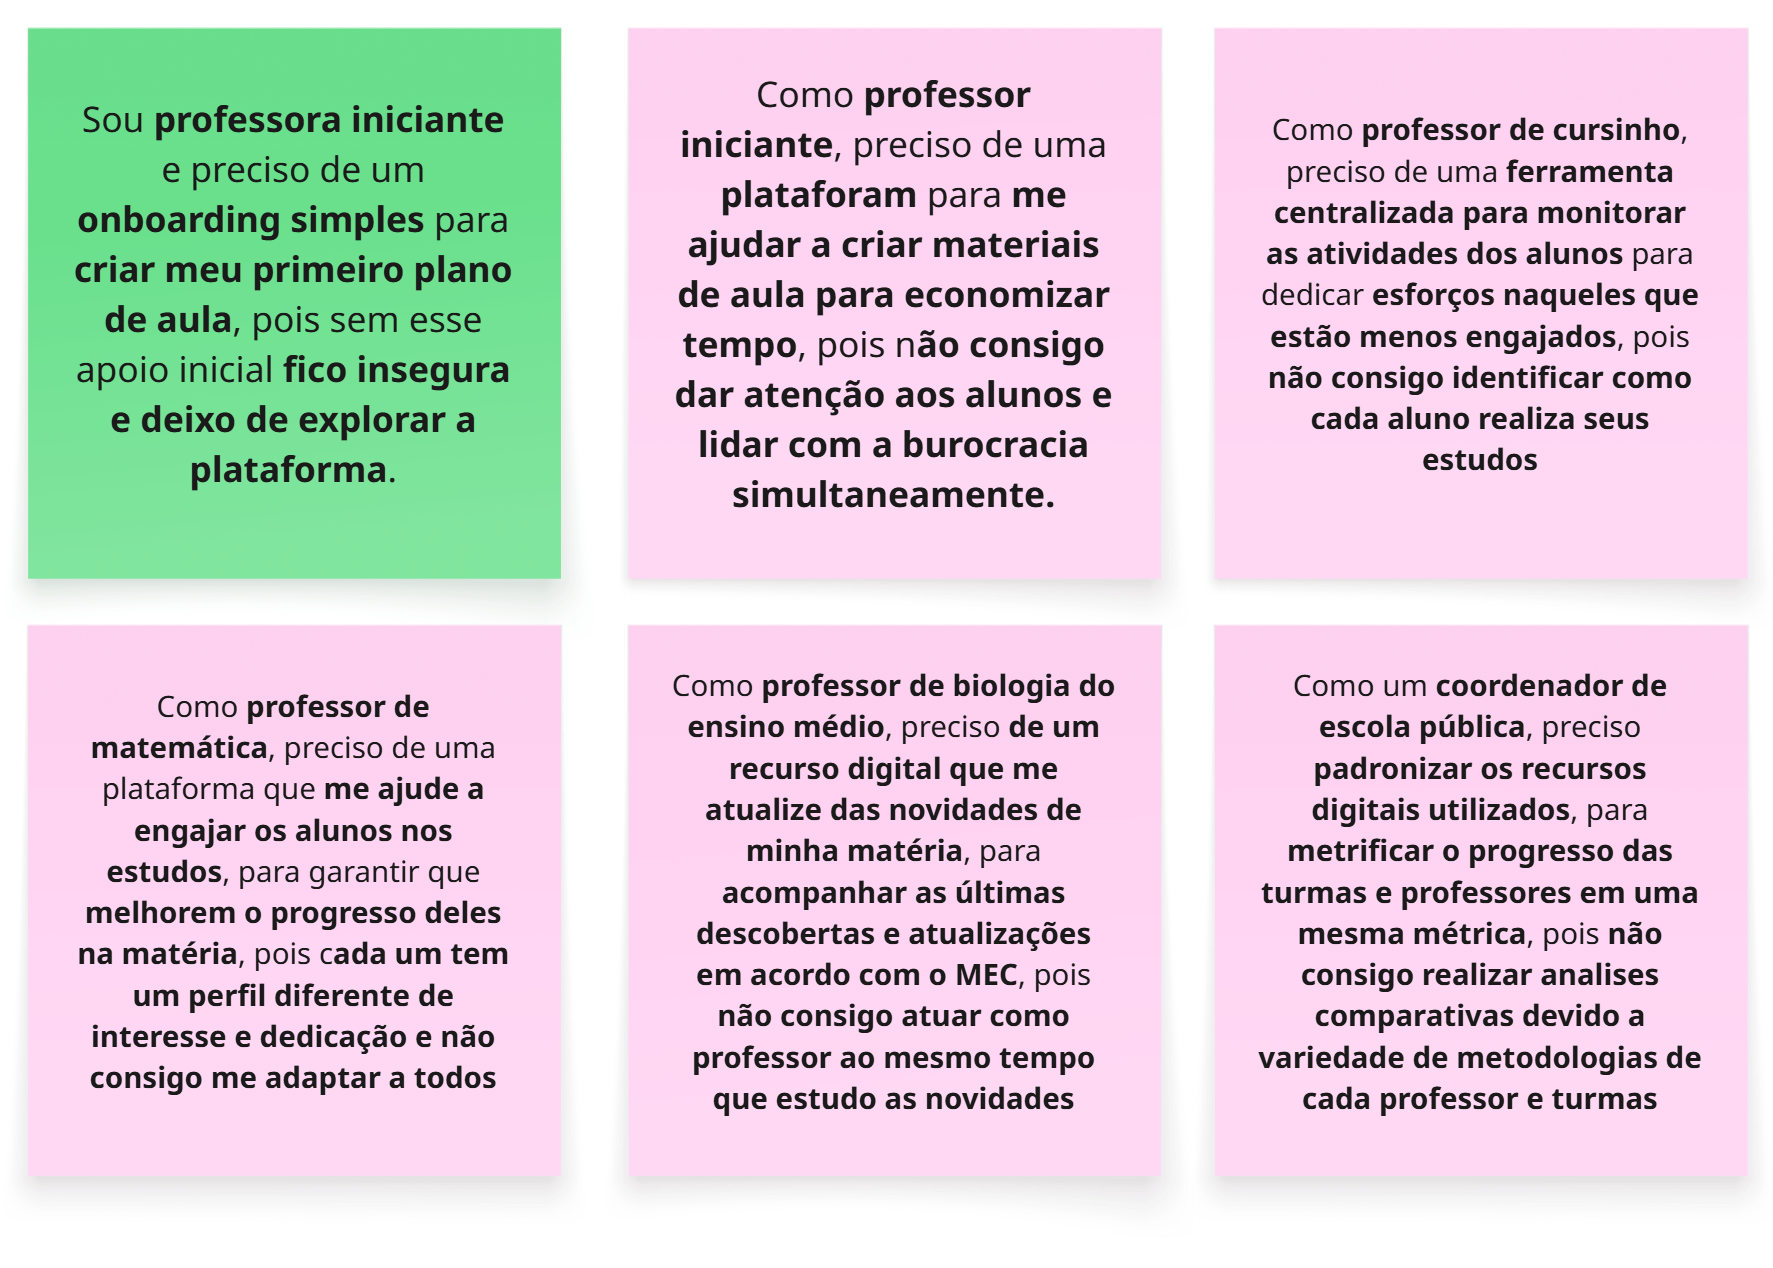 Sou professora iniciante
e preciso de um
onboarding simples para
criar meu primeiro plano
de aula, pois sem esse
apoio inicial fico insegura
e deixo de explorar a
plataforma.
Como professor
iniciante, preciso de uma
plataforam para me
ajudar a criar materiais
de aula para economizar
tempo, pois não consigo
dar atenção aos alunos e
lidar com a burocracia
simultaneamente.
Como professor de cursinho,
preciso de uma ferramenta
centralizada para monitorar
as atividades dos alunos para
dedicar esforços naqueles que
estão menos engajados, pois
não consigo identificar como
cada aluno realiza seus
estudos
Como professor de
matemática, preciso de uma
plataforma que me ajude a
engajar os alunos nos
estudos, para garantir que
melhorem o progresso deles
na matéria, pois cada um tem
um perfil diferente de
interesse e dedicação e não
consigo me adaptar a todos
Como professor de biologia do
ensino médio, preciso de um
recurso digital que me
atualize das novidades de
minha matéria, para
acompanhar as últimas
descobertas e atualizações
em acordo com o MEC, pois
não consigo atuar como
professor ao mesmo tempo
que estudo as novidades
Como um coordenador de
escola pública, preciso
padronizar os recursos
digitais utilizados, para
metrificar o progresso das
turmas e professores em uma
mesma métrica, pois não
consigo realizar analises
comparativas devido a
variedade de metodologias de
cada professor e turmas